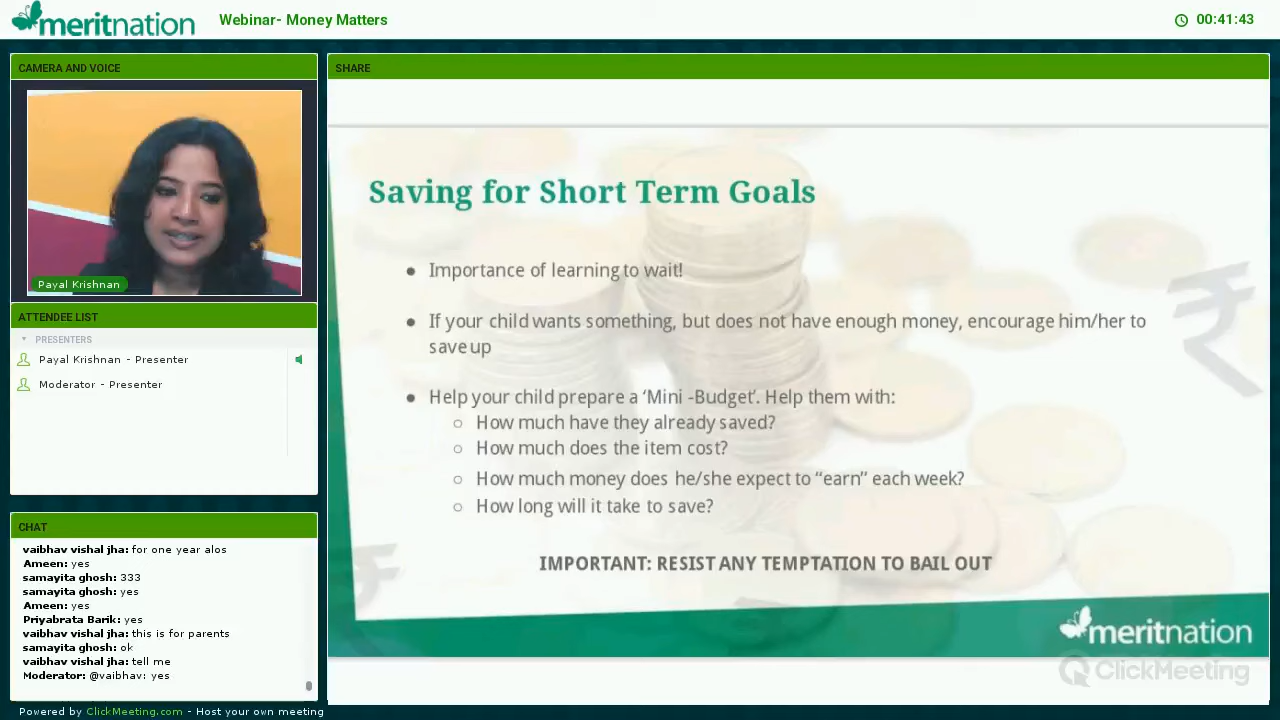 meritnation
Webinar- Money Matters
00:41:43
CAMERA AND VOICE
Payal Krishnan
ATTENDEE LIST
PRESENTERS
Payal Krishnan - Presenter
Moderator - Presenter
CHAT
vaibhav vishal jha: for one year alos
Ameen: yes
samayita ghosh: 333
samayita ghosh: yes
Ameen: yes
Priyabrata Barik: yes
vaibhav vishal jha: this is for parents
samayita ghosh: ok
vaibhav vishal jha: tell me
Moderator: @vaibhav: yes
SHARE
Saving for Short Term Goals
● Importance of learning to wait!
● If your child wants something, but does not have enough money, encourage him/her to
save up
● Help your child prepare a ‘Mini -Budget’. Help them with:
○ How much have they already saved?
○ How much does the item cost?
○ How much money does he/she expect to “earn” each week?
○ How long will it take to save?
IMPORTANT: RESIST ANY TEMPTATION TO BAIL OUT
₹
₹
meritnation
ClickMeeting
Powered by ClickMeeting.com - Host your own meeting